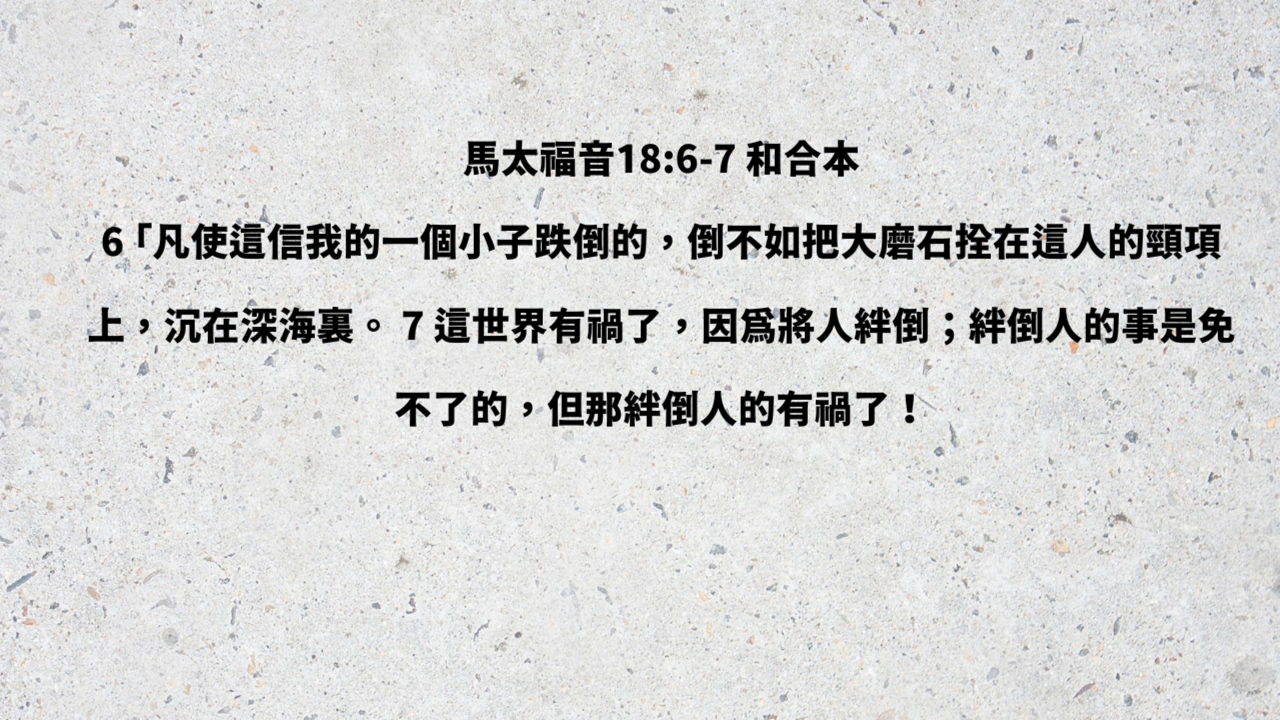 馬太福音18:6-7 和合本
6「凡使這信我的一個小子跌倒的，倒不如把大磨石拴在這人的頸項
上，沉在深海裏。 7 這世界有禍了，因爲將人絆倒；絆倒人的事是免
不了的，但那絆倒人的有禍了！